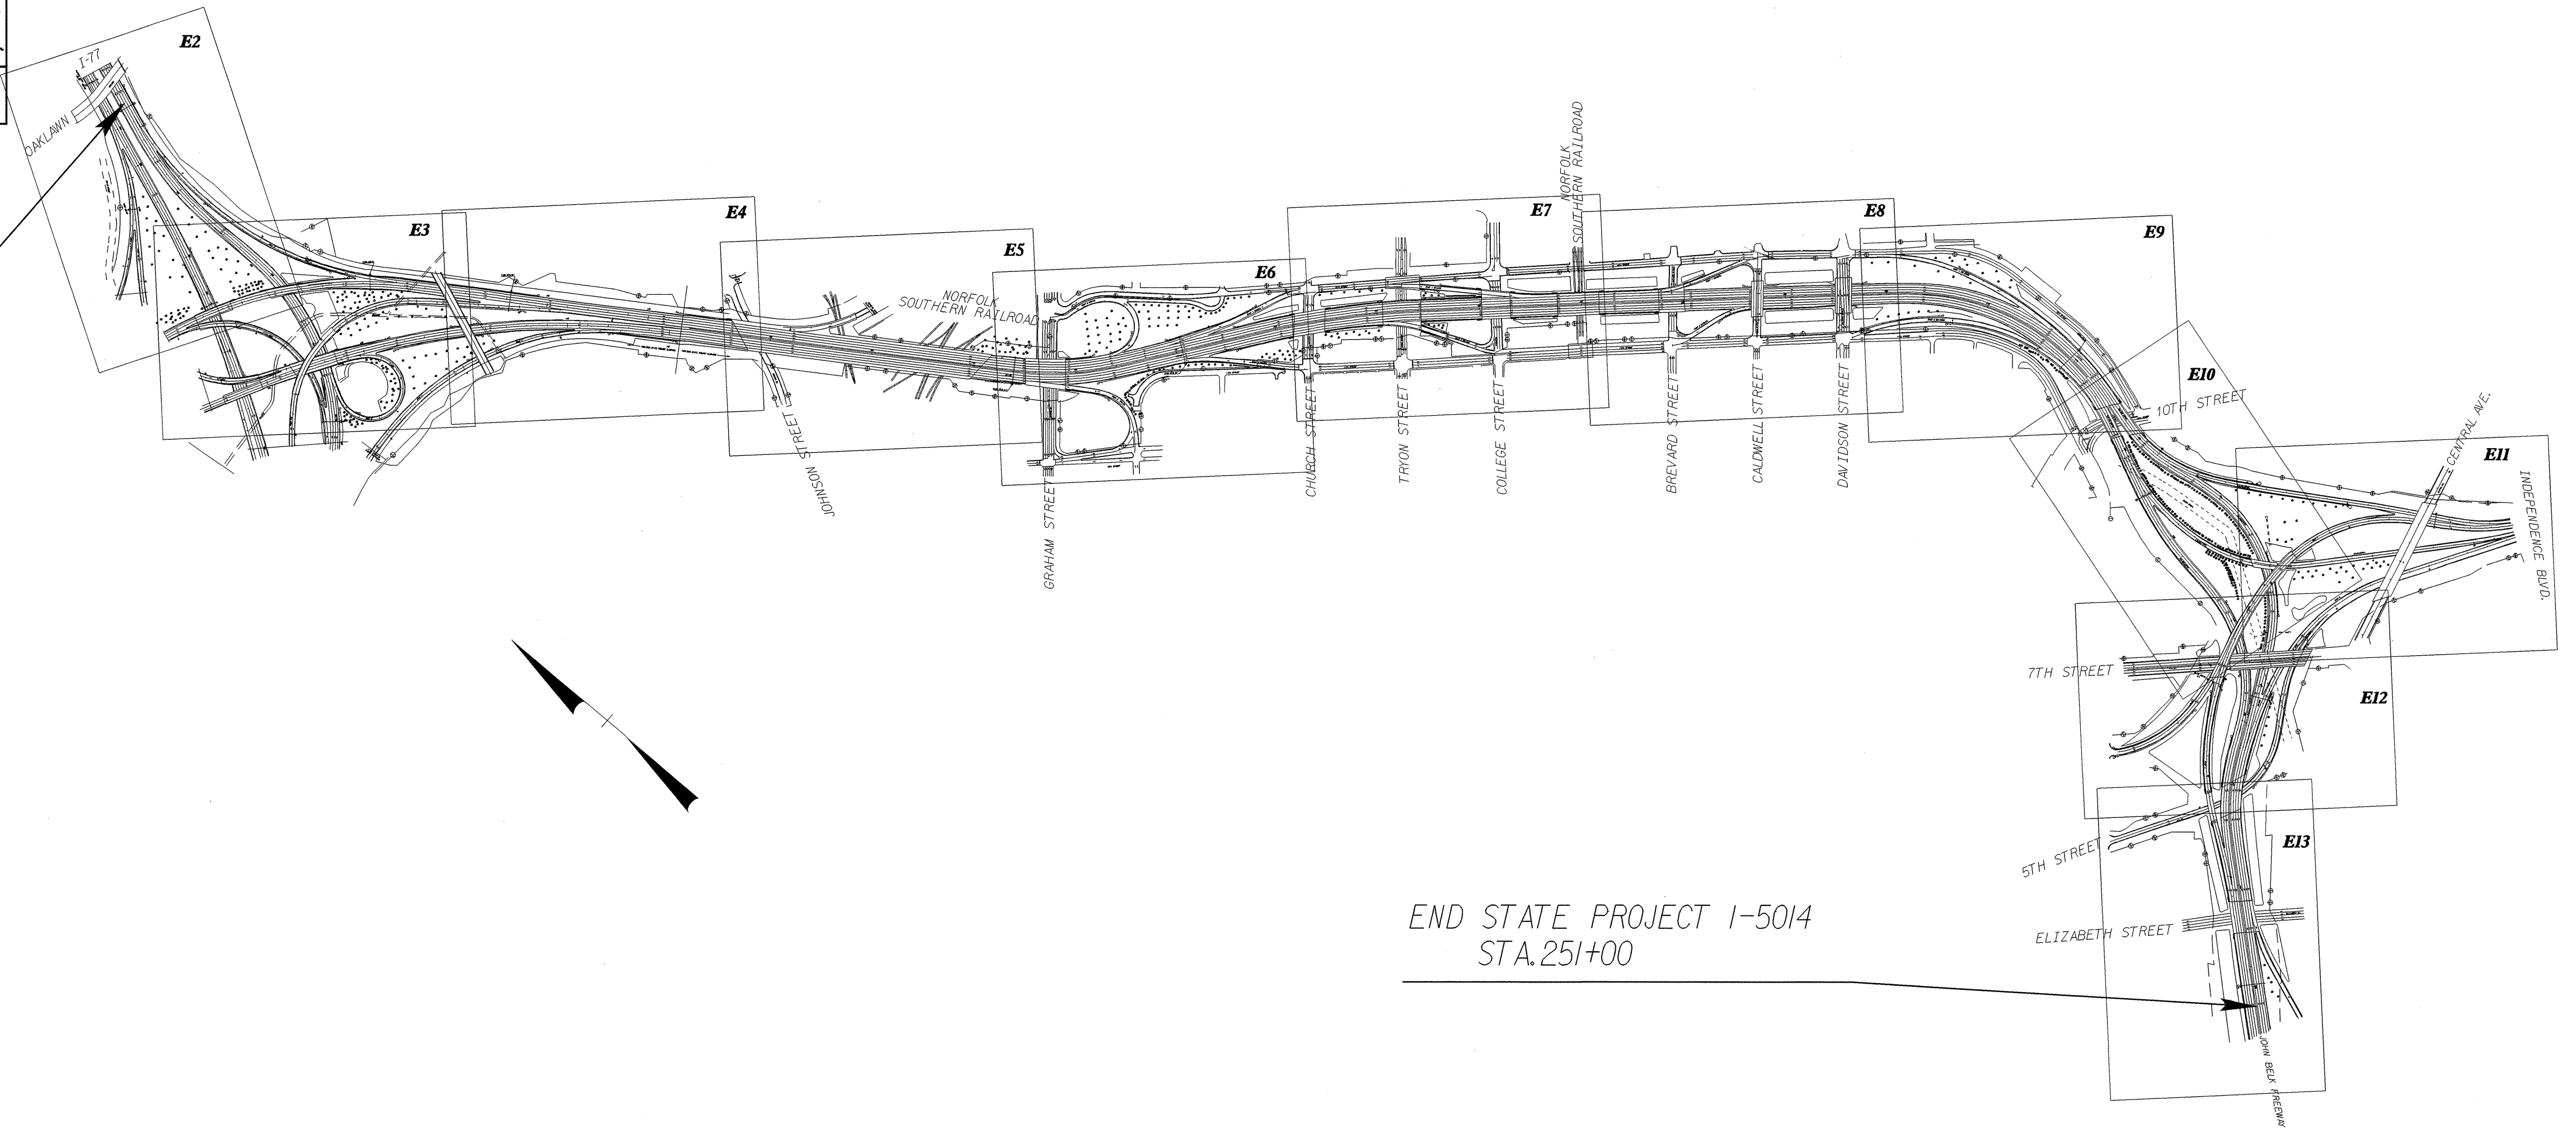 E2
I-77
OAKLAWN
E3
E4
E5
NORFOLK
SOUTHERN RAILROAD
JOHNSON STREET
E6
GRAHAM STREET
E7
NORFOLK
SOUTHERN RAILROAD
CHURCH STREET
TRYON STREET
COLLEGE STREET
E8
BREVARD STREET
CALDWELL STREET
DAVIDSON STREET
E9
E10
10TH STREET
CENTRAL AVE.
E11
INDEPENDENCE BLVD.
7TH STREET
E12
5TH STREET
E13
ELIZABETH STREET
END STATE PROJECT I-5014
STA.251+00
JOHN BELK FREEWAY